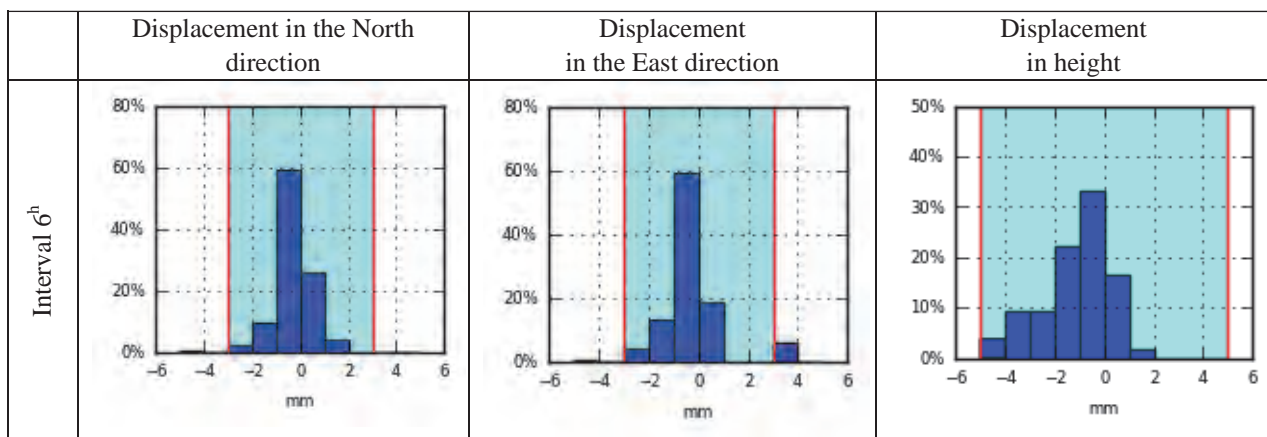 Displacement in the North
direction
Displacement
in the East direction
Displacement
in height
Interval 6h
80%
60%
40%
20%
0%
−6 −4 −2 0 2 4 6
mm
80%
60%
40%
20%
0%
−6 −4 −2 0 2 4 6
mm
50%
40%
30%
20%
10%
0%
−6 −4 −2 0 2 4 6
mm